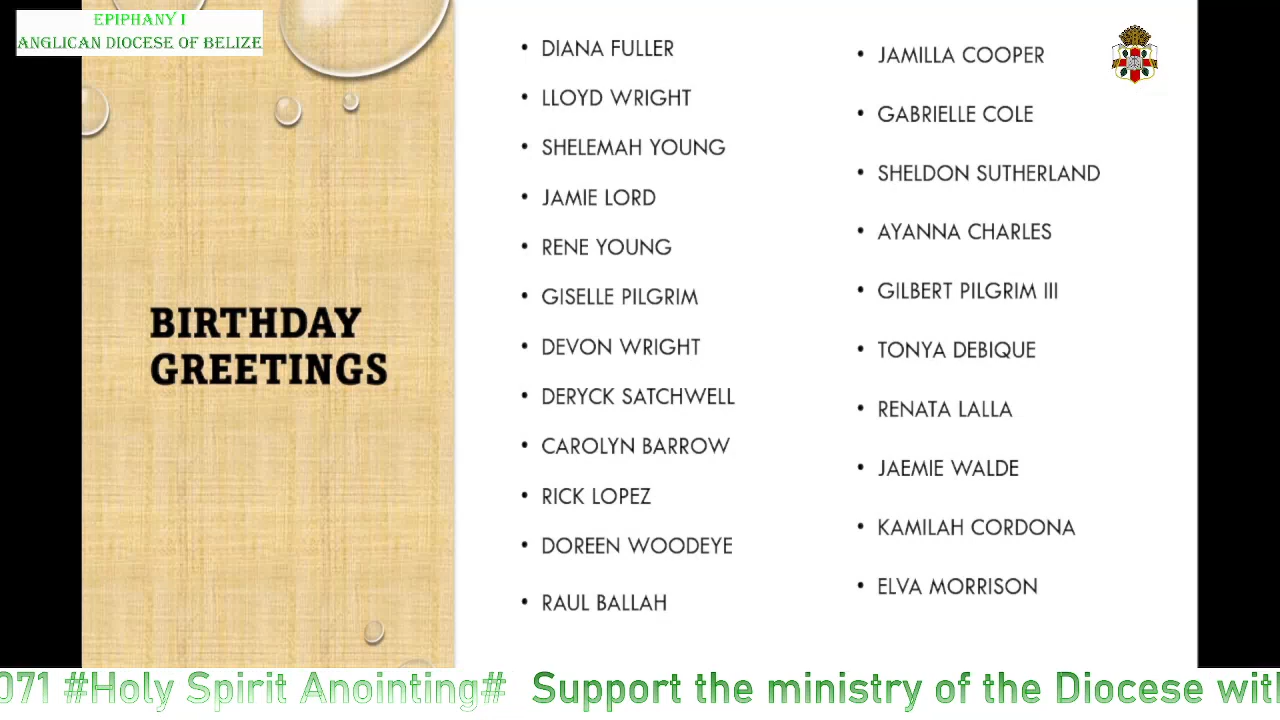 EPIPHANY I
ANGLICAN DIOCESE OF BELIZE
BIRTHDAY
GREETINGS
• DIANA FULLER
• LLOYD WRIGHT
• SHELEMAH YOUNG
• JAMIE LORD
• RENE YOUNG
• GISELLE PILGRIM
• DEVON WRIGHT
• DERYCK SATCHWELL
• CAROLYN BARROW
• RICK LOPEZ
• DOREEN WOODEYE
• RAUL BALLAH
• JAMILLA COOPER
• GABRIELLE COLE
• SHELDON SUTHERLAND
• AYANNA CHARLES
• GILBERT PILGRIM III
• TONYA DEBIQUE
• RENATA LALLA
• JAEMIE WALDE
• KAMILAH CORDONA
• ELVA MORRISON
071 #Holy Spirit Anointing# Support the ministry of the Diocese wit